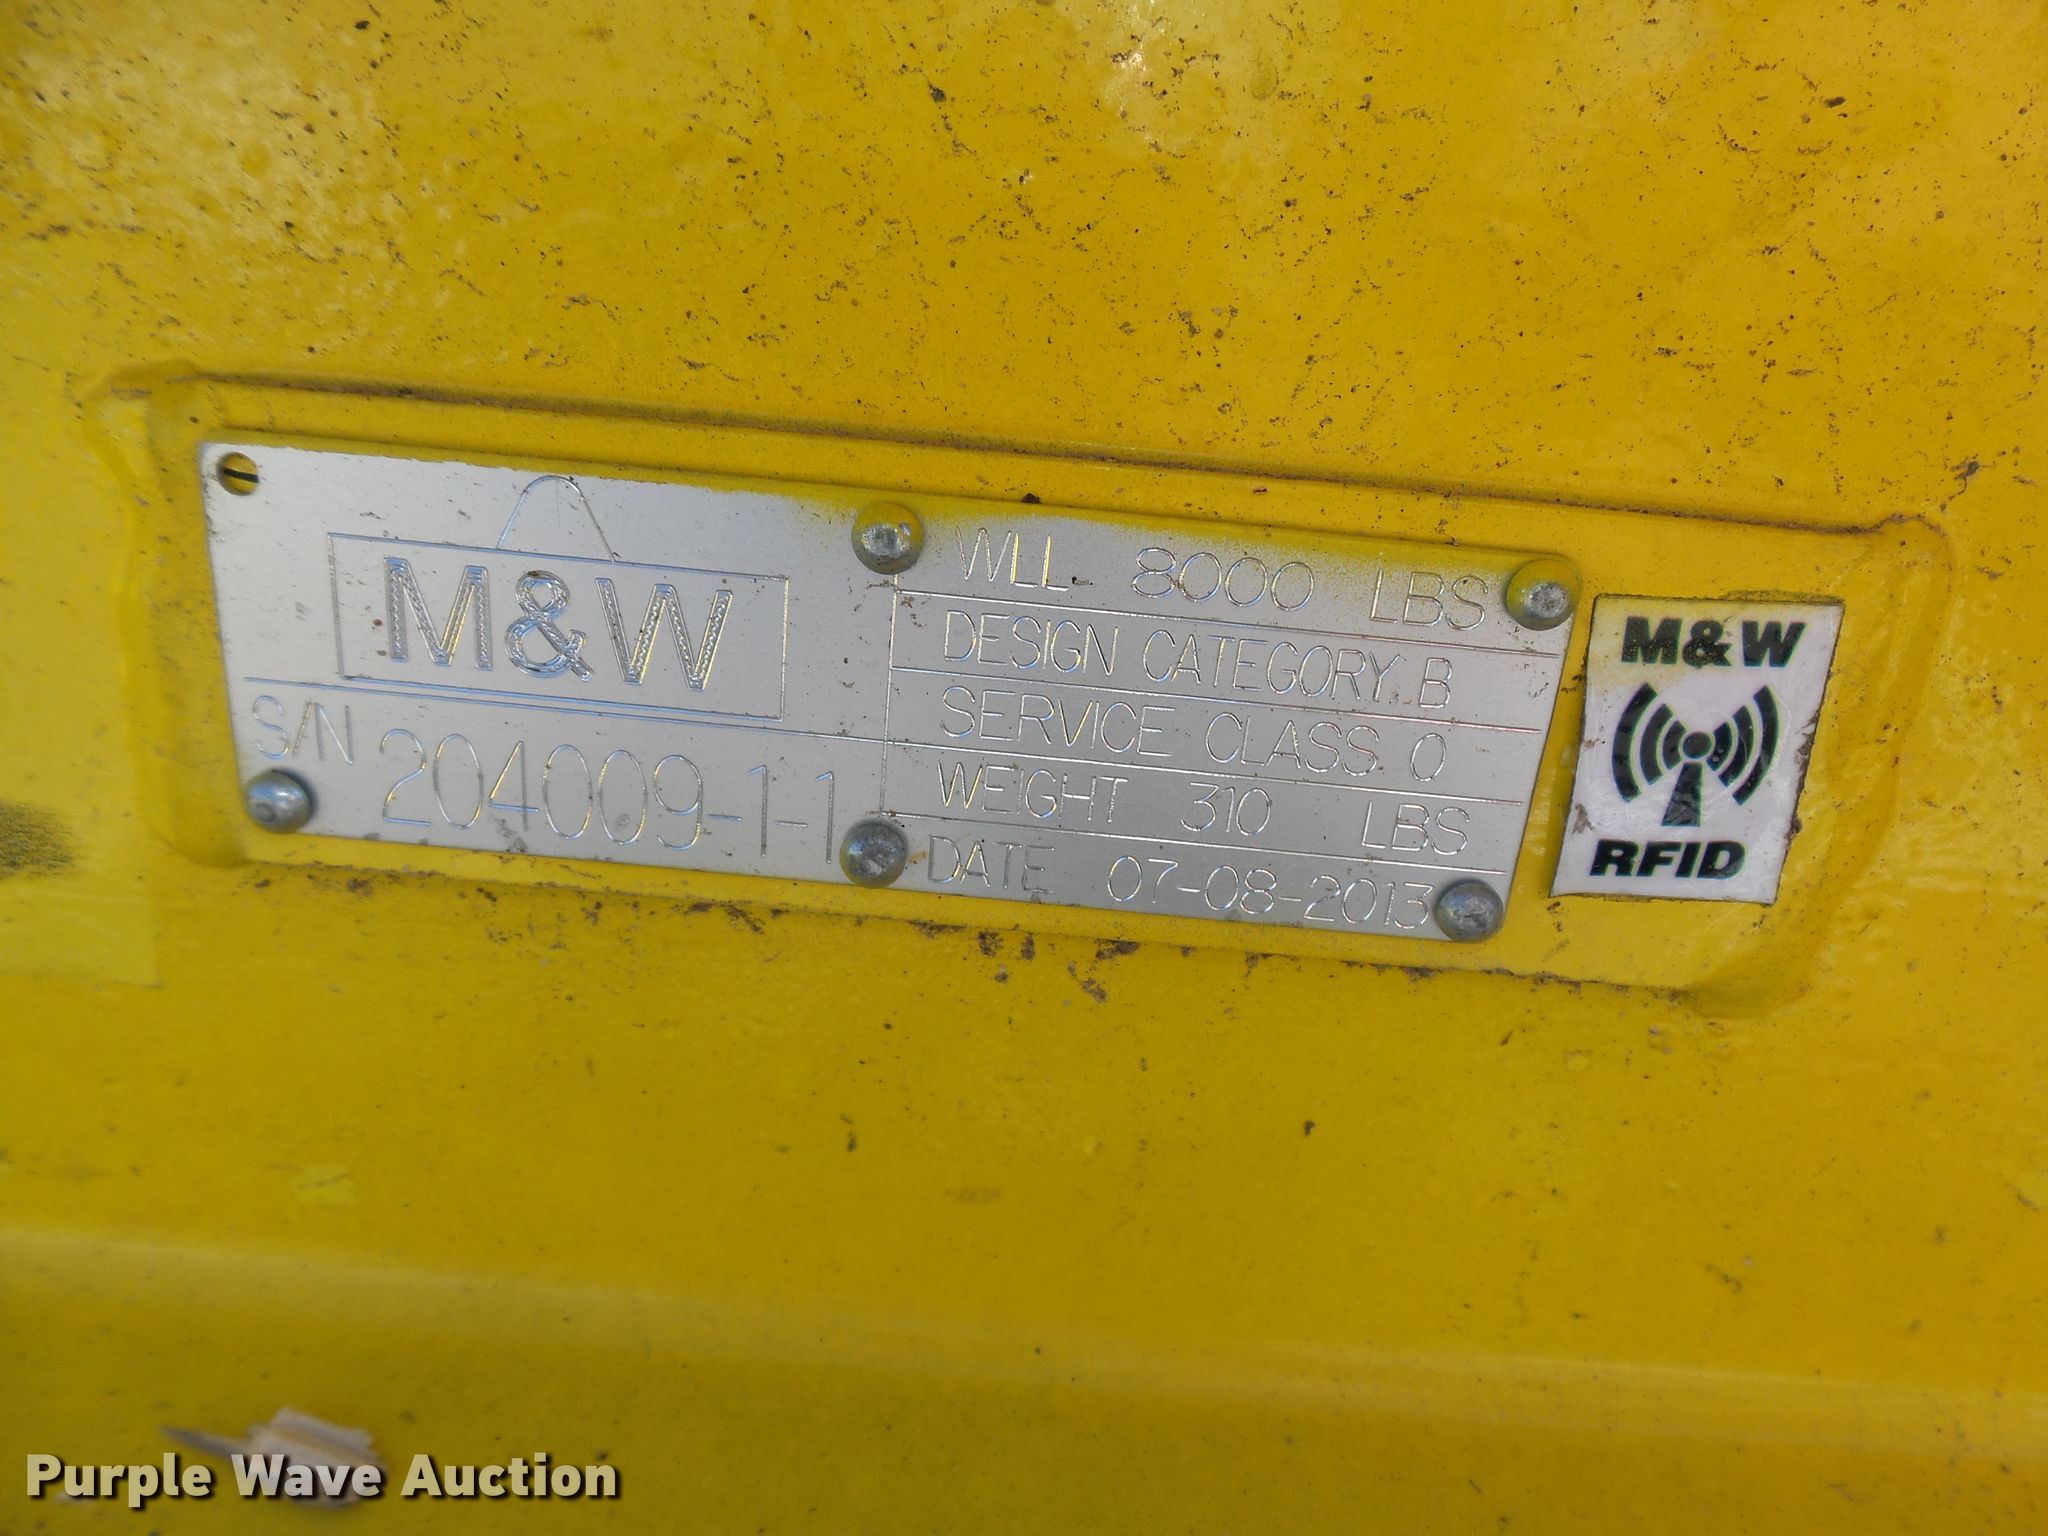 M&W
S/N 204009-1-1
WLL 8000 LBS
DESIGN CATEGORY B
SERVICE CLASS 0
WEIGHT 310 LBS
DATE 07-08-2013
M&W
RFID
Purple Wave Auction